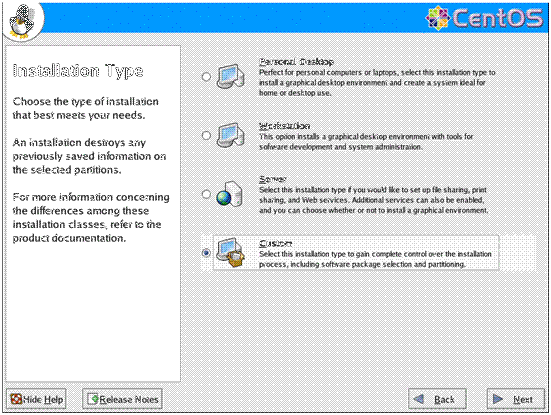 CentOS
Installation Type
Choose the type of installation
that best meets your needs.
An installation destroys any
previously saved information on
the selected partitions.
For more information concerning
the differences among these
installation classes, refer to the
product documentation.
Personal Desktop
Perfect for personal computers or laptops, select this installation type to
install a graphical desktop environment and create a system ideal for
home or desktop use.
Workstation
This option installs a graphical desktop environment with tools for
software development and system administration.
Server
Select this installation type if you would like to set up file sharing, print
sharing, and Web services. Additional services can also be enabled,
and you can choose whether or not to install a graphical environment.
Custom
Select this installation type to gain complete control over the installation
process, including software package selection and partitioning.
Hide Help
Release Notes
Back
Next